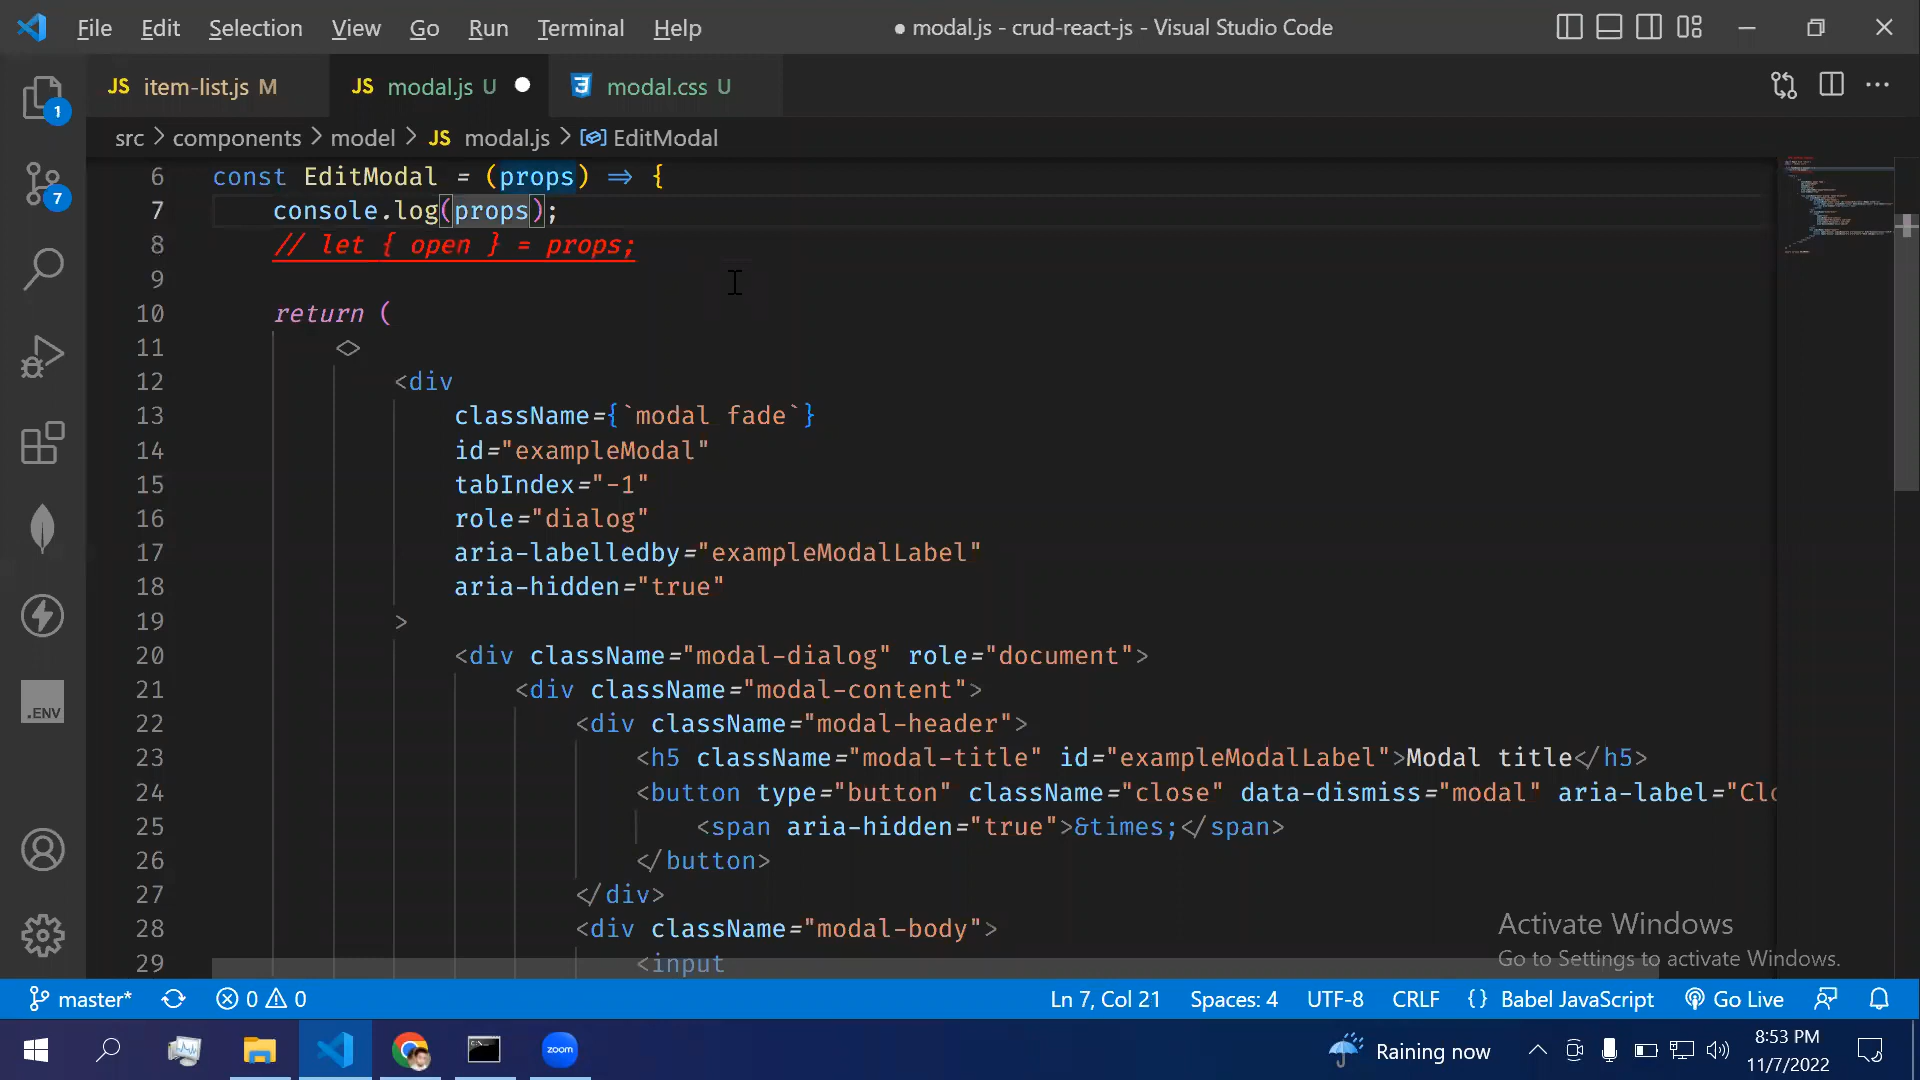 File Edit Selection View Go Run Terminal Help ● modal.js - crud-react-js - Visual Studio Code
JS item-list.js M JS modal.js U ● modal.css U
src > components > model > JS modal.js > EditModal
6 const EditModal = (props) => {
7 console.log(props);
8 // let { open } = props;
9
10 return (
11 <>
12 <div
13 className={`modal fade`}
14 id="exampleModal"
15 tabIndex="-1"
16 role="dialog"
17 aria-labelledby="exampleModalLabel"
18 aria-hidden="true"
19 >
20 <div className="modal-dialog" role="document">
21 <div className="modal-content">
22 <div className="modal-header">
23 <h5 className="modal-title" id="exampleModalLabel">Modal title</h5>
24 <button type="button" className="close" data-dismiss="modal" aria-label="Clo
25 <span aria-hidden="true">&times;</span>
26 </button>
27 </div>
28 <div className="modal-body">
29 <input
1
7
.ENV
Activate Windows
Go to Settings to activate Windows.
master* 0 0 Ln 7, Col 21 Spaces: 4 UTF-8 CRLF {} Babel JavaScript Go Live
zoom Raining now 8:53 PM
11/7/2022